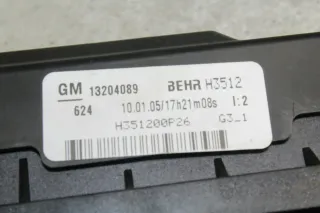 GM 13204089 BEHR H3512
624 10.01.05/17h21m08s I:2
H351200P26 G3_1